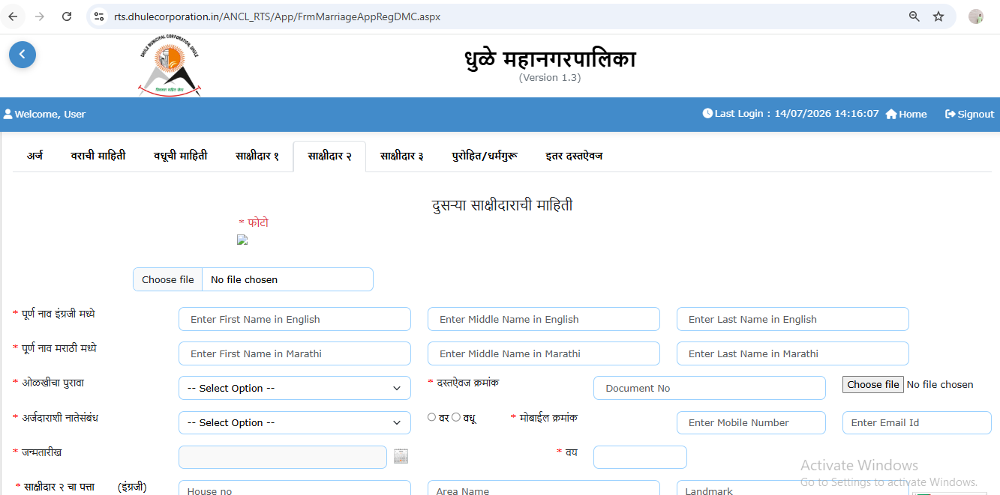 rts.dhulecorporation.in/ANCL_RTS/App/FrmMarriageAppRegDMC.aspx
DHULE MUNICIPAL CORPORATION, DHULE
धुळे महानगरपालिका
(Version 1.3)
Welcome, User
Last Login : 14/07/2026 14:16:07 Home Signout
अर्ज वराची माहिती वधूची माहिती साक्षीदार १ साक्षीदार २ साक्षीदार ३ पुरोहित/धर्मगुरू इतर दस्तऐवज
दुसऱ्या साक्षीदाराची माहिती
* फोटो
Choose file No file chosen
* पूर्ण नाव इंग्रजी मध्ये Enter First Name in English Enter Middle Name in English Enter Last Name in English
* पूर्ण नाव मराठी मध्ये Enter First Name in Marathi Enter Middle Name in Marathi Enter Last Name in Marathi
* ओळखीचा पुरावा -- Select Option -- * दस्तऐवज क्रमांक Document No Choose file No file chosen
* अर्जदाराशी नातेसंबंध -- Select Option -- वर वधू * मोबाईल क्रमांक Enter Mobile Number Enter Email Id
* जन्मतारीख * वय
Activate Windows
Go to Settings to activate Windows.
* साक्षीदार २ चा पत्ता (इंग्रजी) House no Area Name Landmark